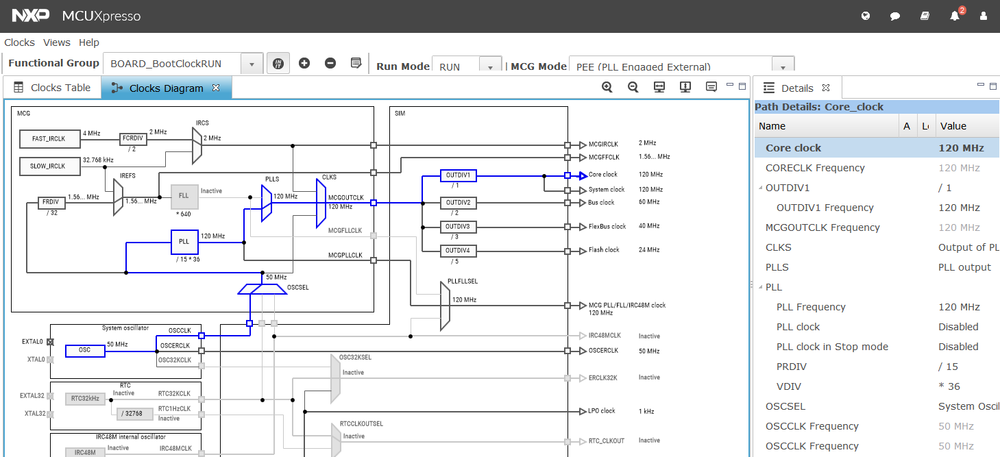 NXP MCUXpresso
2
Clocks Views Help
Functional Group BOARD_BootClockRUN IN IT Run Mode RUN | MCG Mode PEE (PLL Engaged External)
Clocks Table Clocks Diagram Details
Path Details: Core_clock
Name A Value
Core clock 120 MHz
CORECLK Frequency 120 MHz
OUTDIV1 / 1
OUTDIV1 Frequency 120 MHz
MCGOUTCLK Frequency 120 MHz
CLKS Output of PL
PLLS PLL output
PLL
PLL Frequency 120 MHz
PLL clock Disabled
PLL clock in Stop mode Disabled
PRDIV / 15
VDIV * 36
OSCSEL System Oscil
OSCCLK Frequency 50 MHz
OSCCLK Frequency 50 MHz
MCG
FAST_IRCLK 4 MHz FCRDIV 2 MHz
/ 2
IRCS
2 MHz
SLOW_IRCLK 32.768 kHz
IREFS
FRDIV 1.56... MHz 1.56... MHz
/ 32
FLL Inactive
* 640
PLLS
120 MHz
CLKS
MCGOUTCLK
120 MHz
PLL 120 MHz
/ 15 * 36
MCGFLLCLK
MCGPLLCLK
50 MHz
OSCSEL
SIM
OUTDIV1
/ 1
OUTDIV2
/ 2
OUTDIV3
/ 3
OUTDIV4
/ 5
PLLFLLSEL
120 MHz
MCGIRCLK 2 MHz
MCGFFCLK 1.56... MHz
Core clock 120 MHz
System clock 120 MHz
Bus clock 60 MHz
FlexBus clock 40 MHz
Flash clock 24 MHz
MCG PLL/FLL/IRC48M clock
120 MHz
IRC48MCLK Inactive
OSCERCLK 50 MHz
ERCLK32K Inactive
LPO clock 1 kHz
RTC_CLKOUT Inactive
System oscillator
EXTAL0
XTAL0
OSC 50 MHz
OSCCLK
OSCERCLK
OSC32KCLK
OSC32KSEL
Inactive
RTC
EXTAL32
XTAL32
RTC32kHz Inactive RTC32KCLK
/ 32768 RTC1HzCLK
Inactive
RTCCLKOUTSEL
Inactive
IRC48M internal oscillator
IRC48M Inactive IRC48MCLK